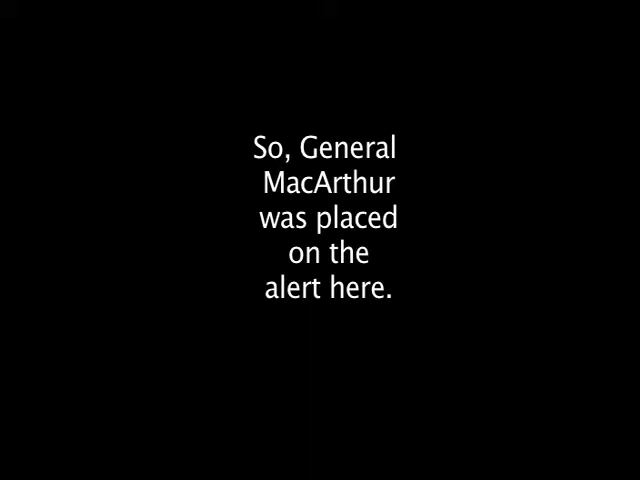 So, General
MacArthur
was placed
on the
alert here.